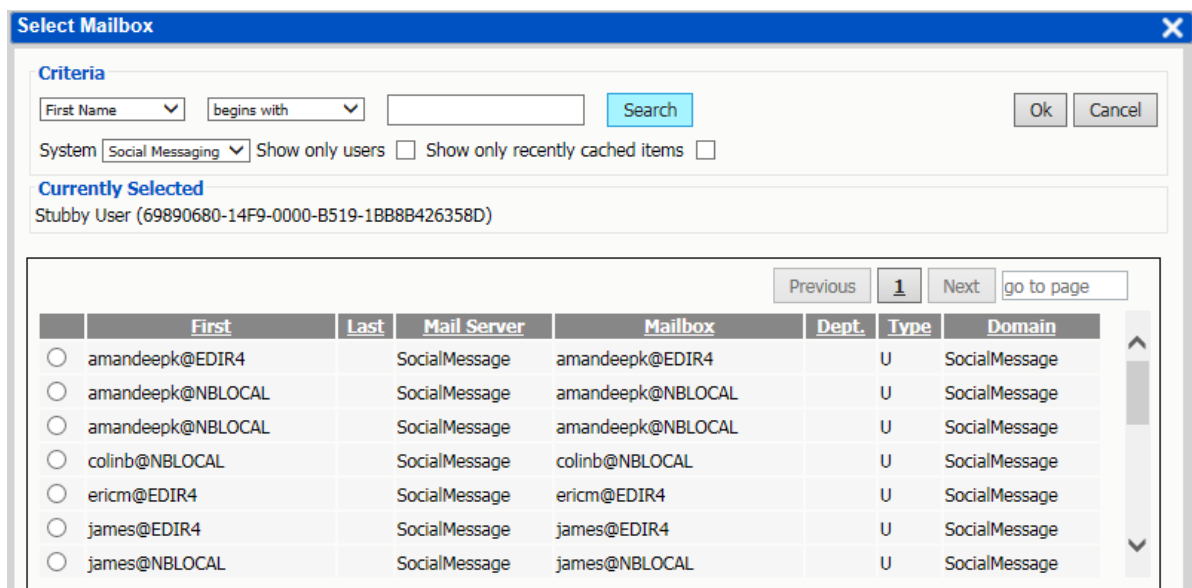 Select Mailbox
Criteria
First Name begins with Search Ok Cancel
System Social Messaging Show only users Show only recently cached items
Currently Selected
Stubby User (69890680-14F9-0000-B519-1BB8B426358D)
Previous 1 Next go to page
First Last Mail Server Mailbox Dept. Type Domain
amandeepk@EDIR4 SocialMessage amandeepk@EDIR4 U SocialMessage
amandeepk@NBLOCAL SocialMessage amandeepk@NBLOCAL U SocialMessage
amandeepk@NBLOCAL SocialMessage amandeepk@NBLOCAL U SocialMessage
colinb@NBLOCAL SocialMessage colinb@NBLOCAL U SocialMessage
ericm@EDIR4 SocialMessage ericm@EDIR4 U SocialMessage
james@EDIR4 SocialMessage james@EDIR4 U SocialMessage
james@NBLOCAL SocialMessage james@NBLOCAL U SocialMessage